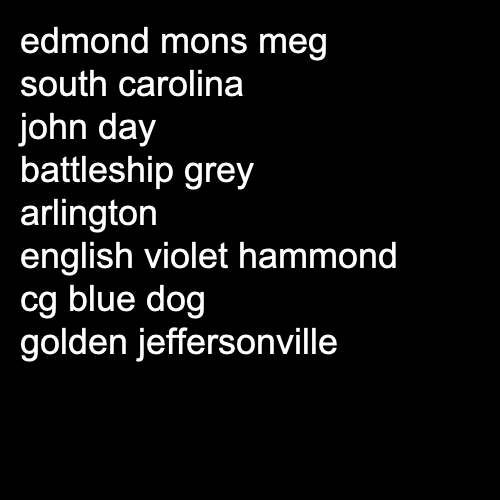 edmond mons meg
south carolina
john day
battleship grey
arlington
english violet hammond
cg blue dog
golden jeffersonville